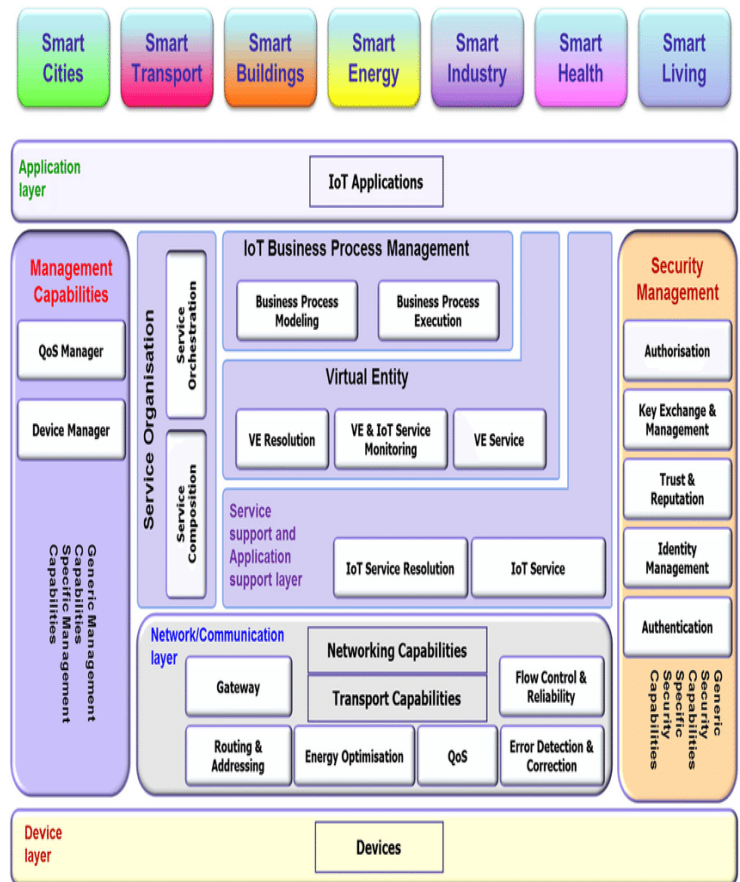 Smart
Cities
Smart
Transport
Smart
Buildings
Smart
Energy
Smart
Industry
Smart
Health
Smart
Living
Application
layer
IoT Applications
Management
Capabilities
QoS Manager
Device Manager
Generic Management
Capabilities
Specific Management
Capabilities
Service Organisation
Service
Orchestration
Service
Composition
IoT Business Process Management
Business Process
Modeling
Business Process
Execution
Virtual Entity
VE Resolution
VE & IoT Service
Monitoring
VE Service
Service
support and
Application
support layer
IoT Service Resolution
IoT Service
Security
Management
Authorisation
Key Exchange &
Management
Trust &
Reputation
Identity
Management
Authentication
Generic
Security
Capabilities
Specific
Security
Capabilities
Network/Communication
layer
Networking Capabilities
Transport Capabilities
Gateway
Flow Control &
Reliability
Routing &
Addressing
Energy Optimisation
QoS
Error Detection &
Correction
Device
layer
Devices